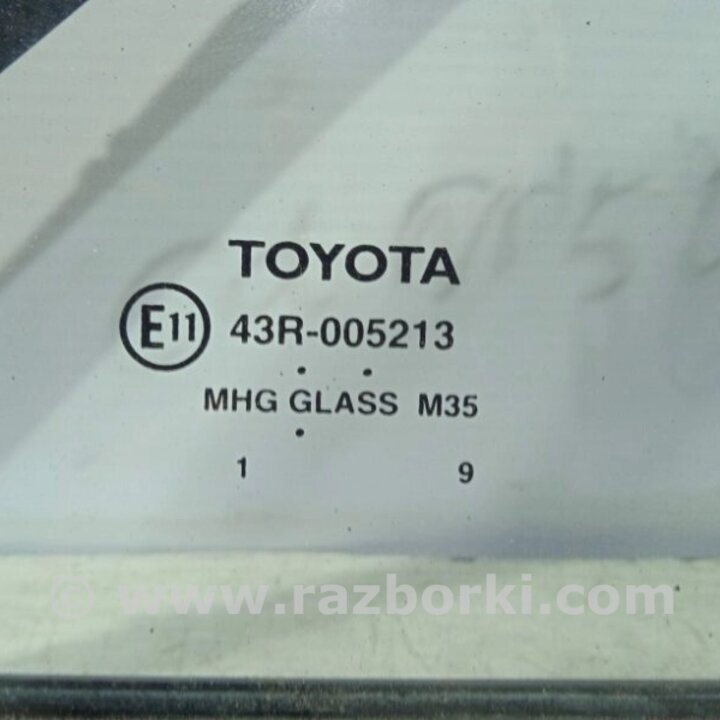 TOYOTA
E11 43R-005213
MHG GLASS M35
1 9
© www.razborki.com